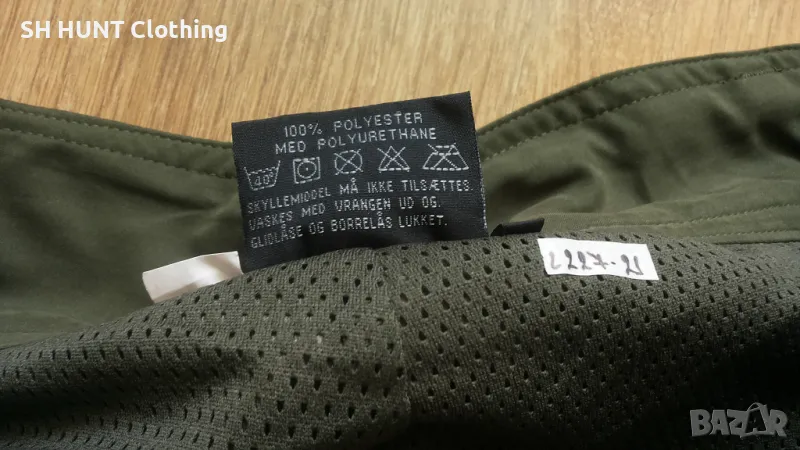 SH HUNT Clothing
100% POLYESTER
MED POLYURETHANE
40°
SKYLLEMIDDEL MÅ IKKE TILSÆTTES.
VASKES MED VRANGEN UD OG.
GLIDLÅSE OG BORRELÅS LUKKET.
2227-21
BAZAR